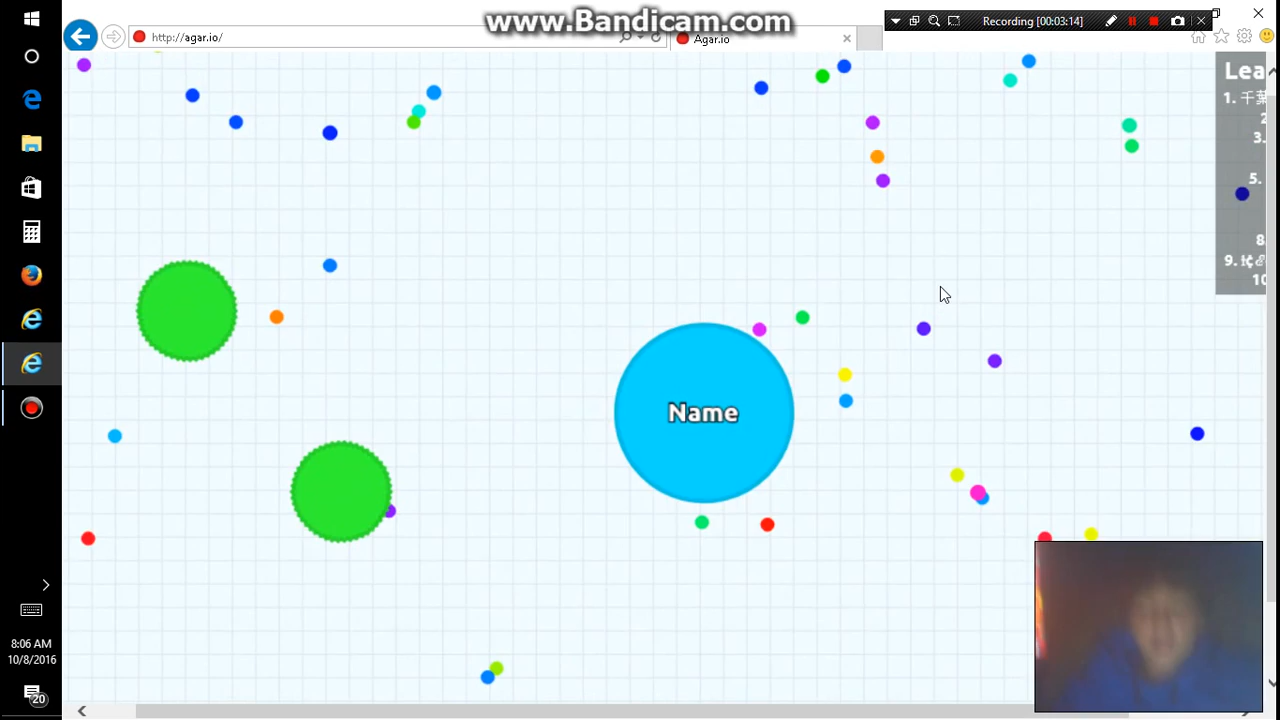 www.Bandicam.com
Recording [00:03:14]
http://agar.io/
Agar.io
Lea
1. 千葉
2
3.
5.
8
9.
10
Name
8:06 AM
10/8/2016
20